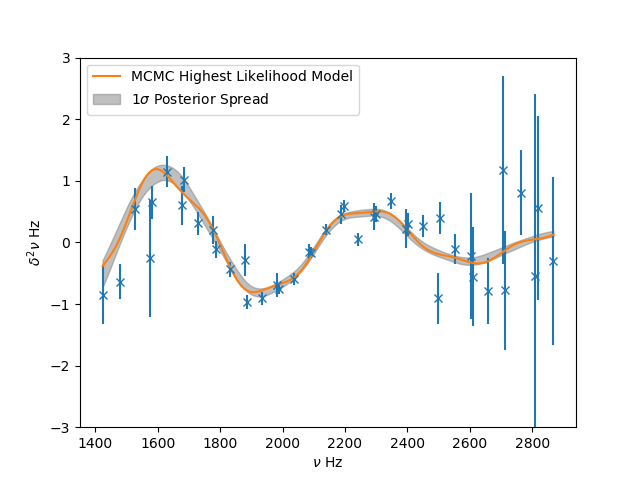 MCMC Highest Likelihood Model
1σ Posterior Spread
δ²ν Hz
3
2
1
0
−1
−2
−3
1400 1600 1800 2000 2200 2400 2600 2800
ν Hz